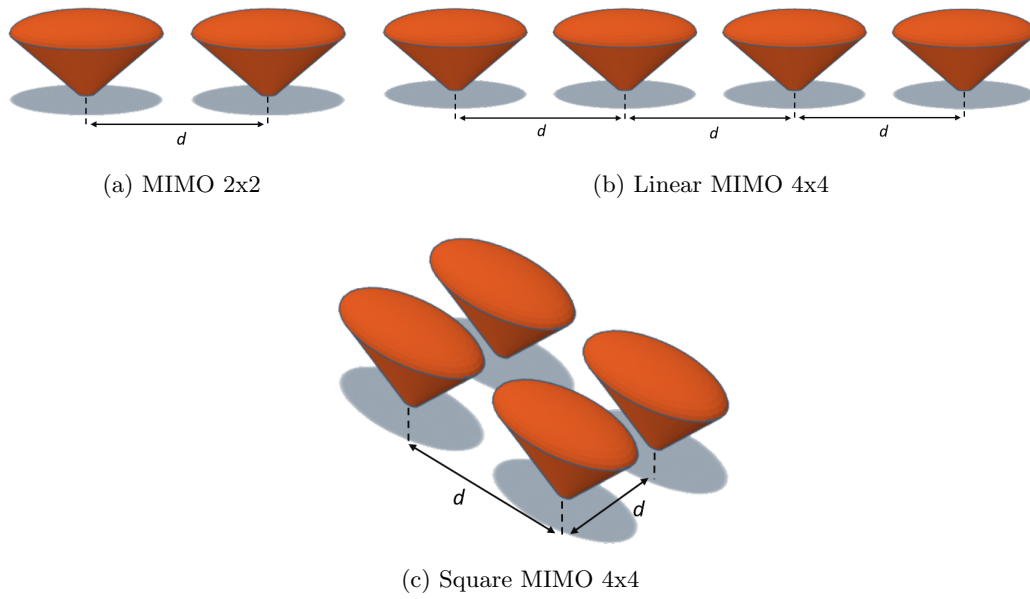 d
(a) MIMO 2x2
d d d
(b) Linear MIMO 4x4
d
d
(c) Square MIMO 4x4